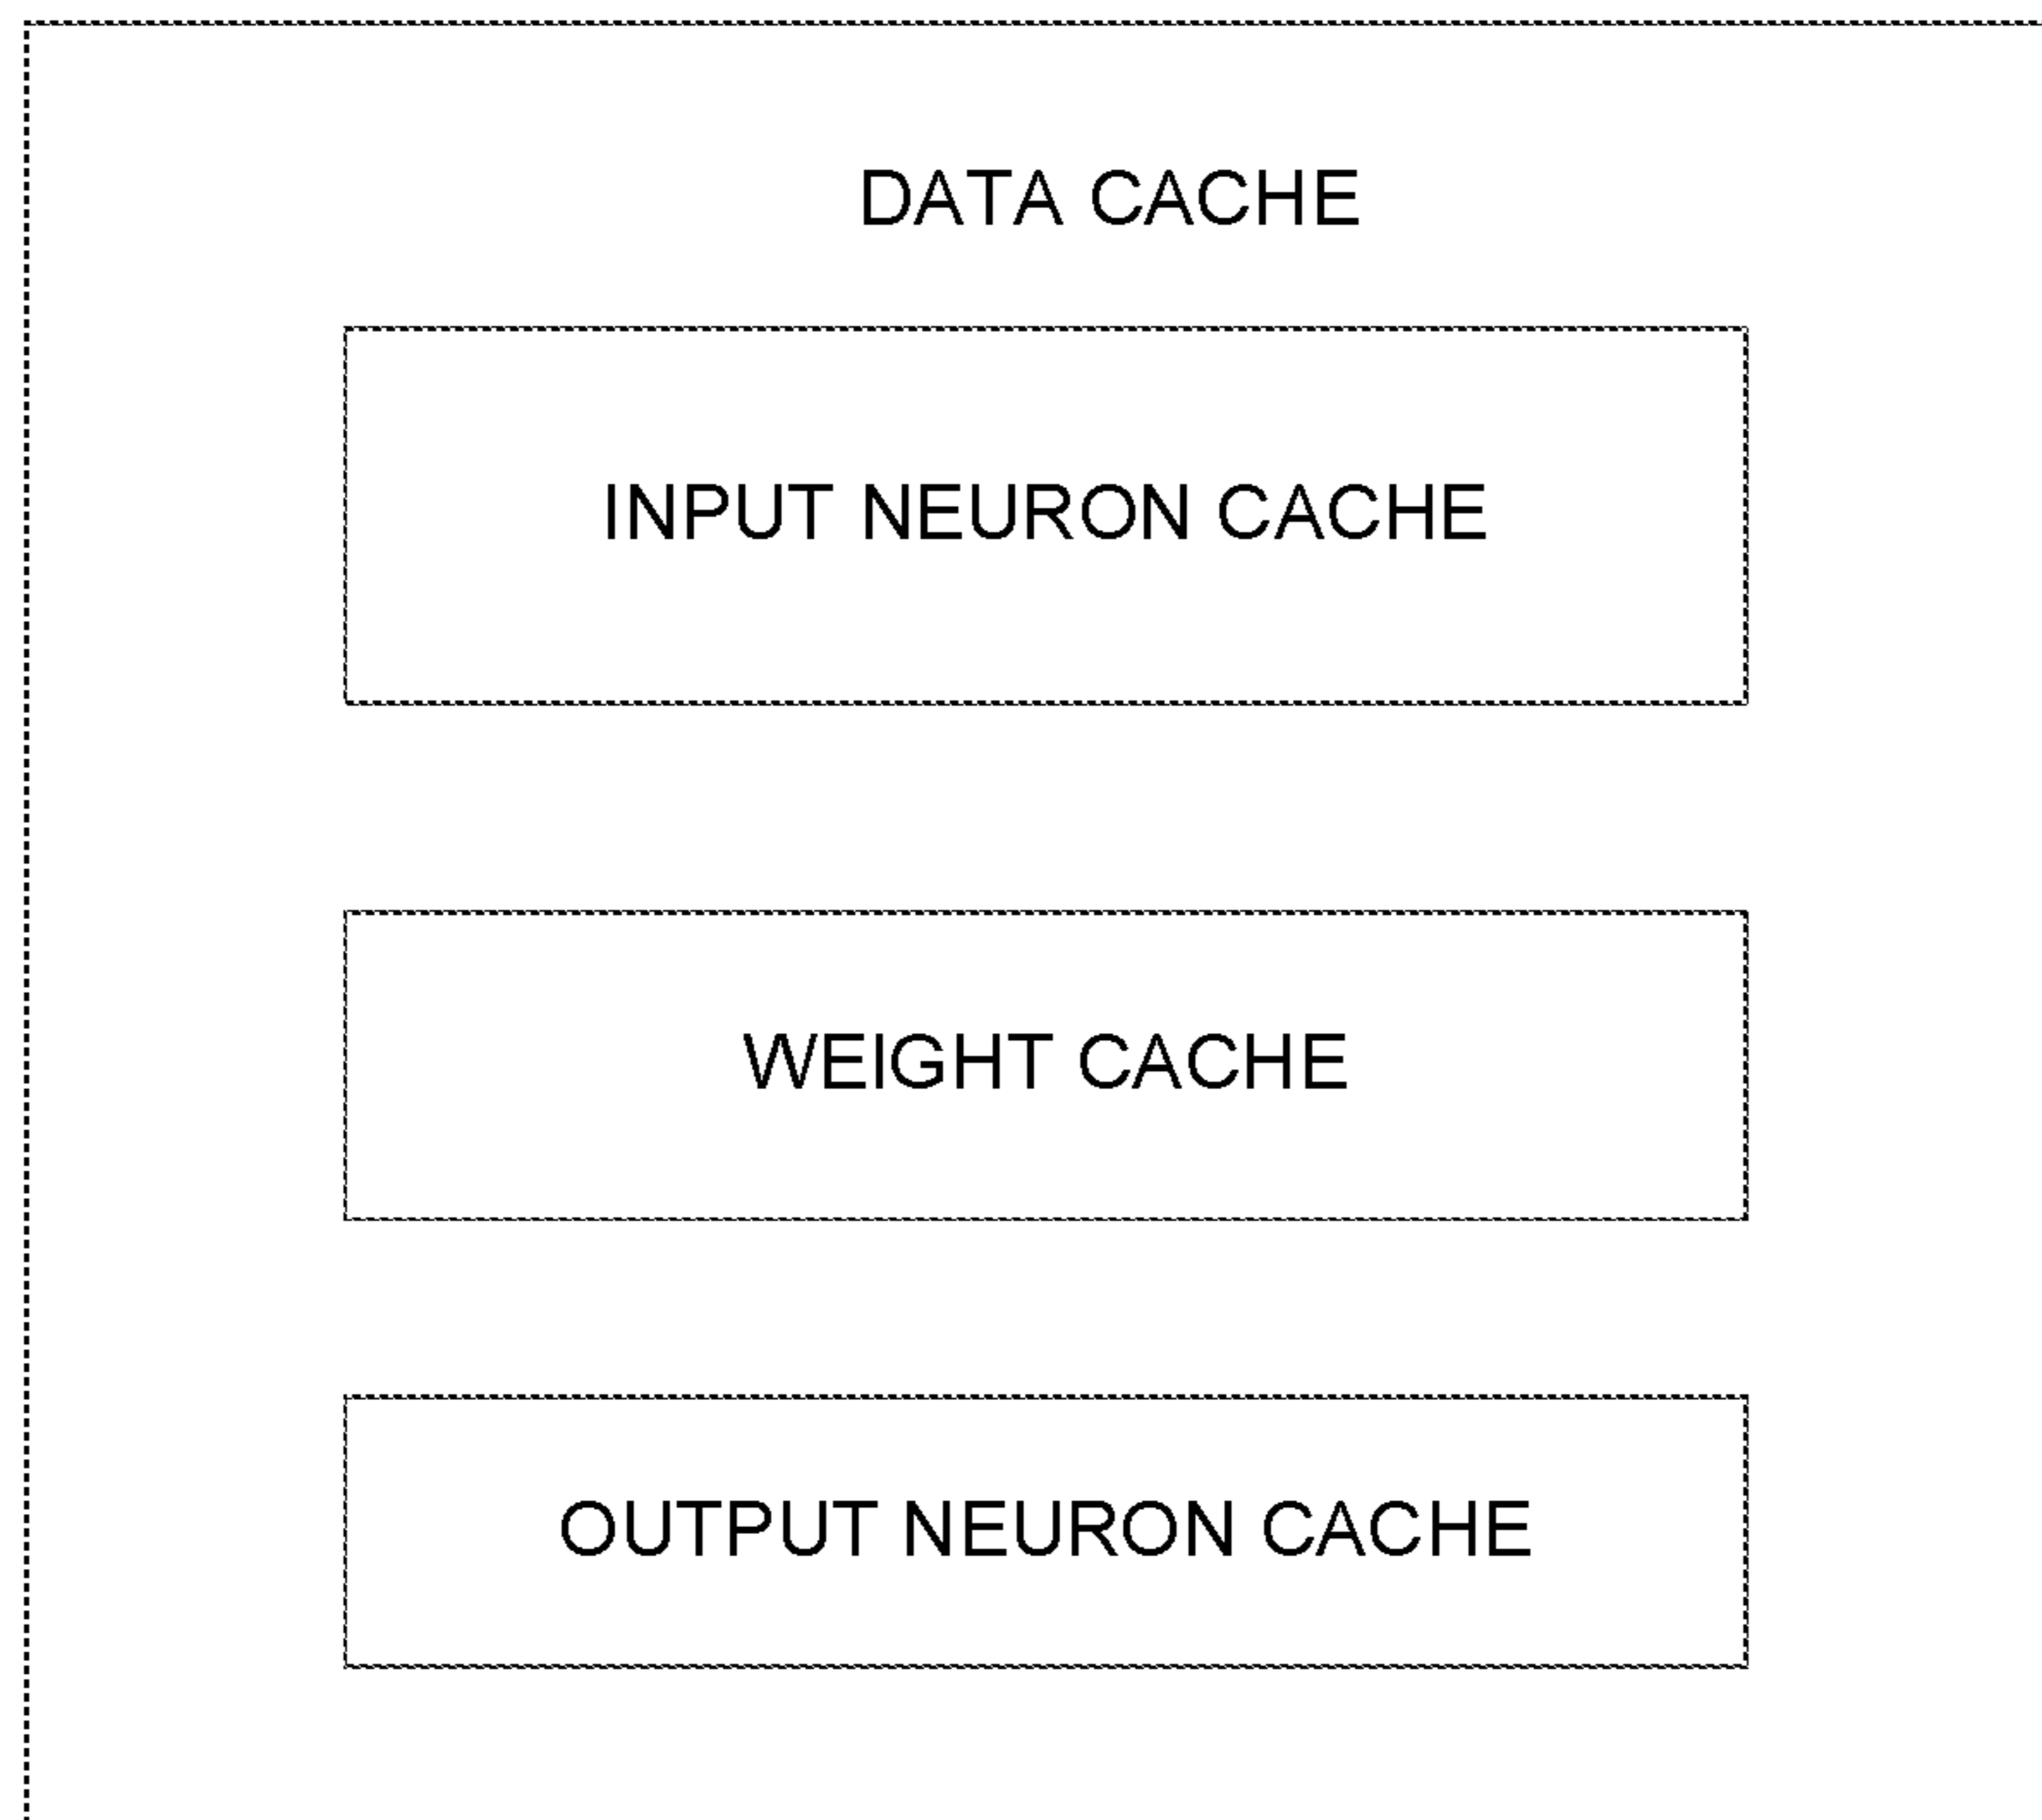 DATA CACHE
INPUT NEURON CACHE
WEIGHT CACHE
OUTPUT NEURON CACHE